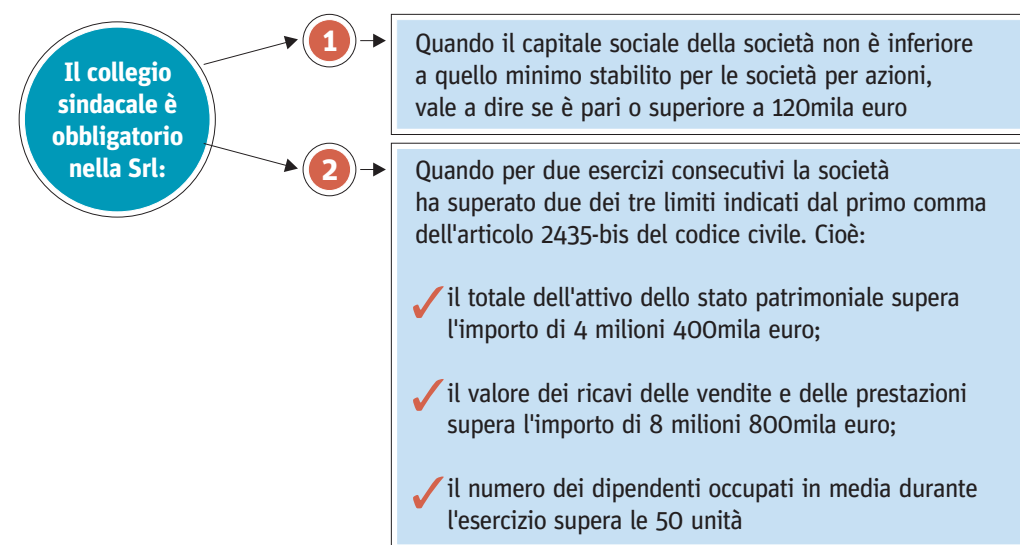 Il collegio
sindacale è
obbligatorio
nella Srl:
1
Quando il capitale sociale della società non è inferiore
a quello minimo stabilito per le società per azioni,
vale a dire se è pari o superiore a 120mila euro
2
Quando per due esercizi consecutivi la società
ha superato due dei tre limiti indicati dal primo comma
dell'articolo 2435-bis del codice civile. Cioè:
✓il totale dell'attivo dello stato patrimoniale supera
l'importo di 4 milioni 400mila euro;
✓il valore dei ricavi delle vendite e delle prestazioni
supera l'importo di 8 milioni 800mila euro;
✓il numero dei dipendenti occupati in media durante
l'esercizio supera le 50 unità